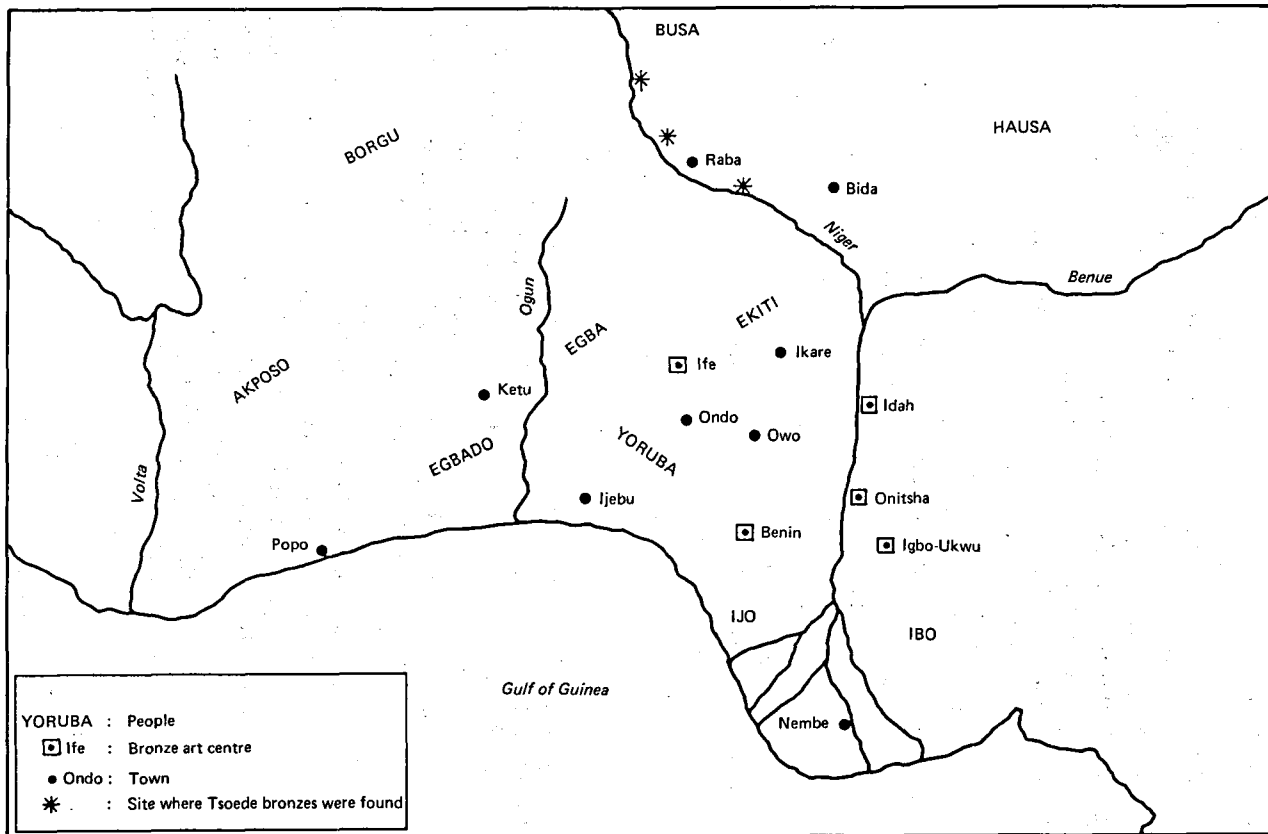 BUSA
HAUSA
BORGU
Raba
Bida
Niger
Benue
Ogun
EKITI
EGBA
Ikare
Ife
AKPOSO
Ketu
Idah
Ondo
Owo
YORUBA
EGBADO
Volta
Ijebu
Onitsha
Benin
Igbo-Ukwu
Popo
IJO
IBO
Gulf of Guinea
Nembe
YORUBA : People
Ife : Bronze art centre
Ondo : Town
: Site where Tsoede bronzes were found